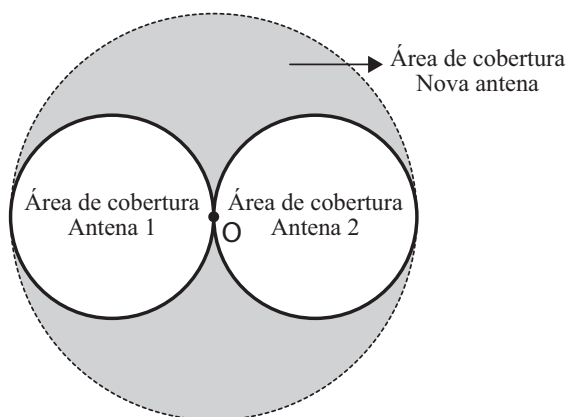 Área de cobertura
Nova antena
Área de cobertura
Antena 1
Área de cobertura
Antena 2
O